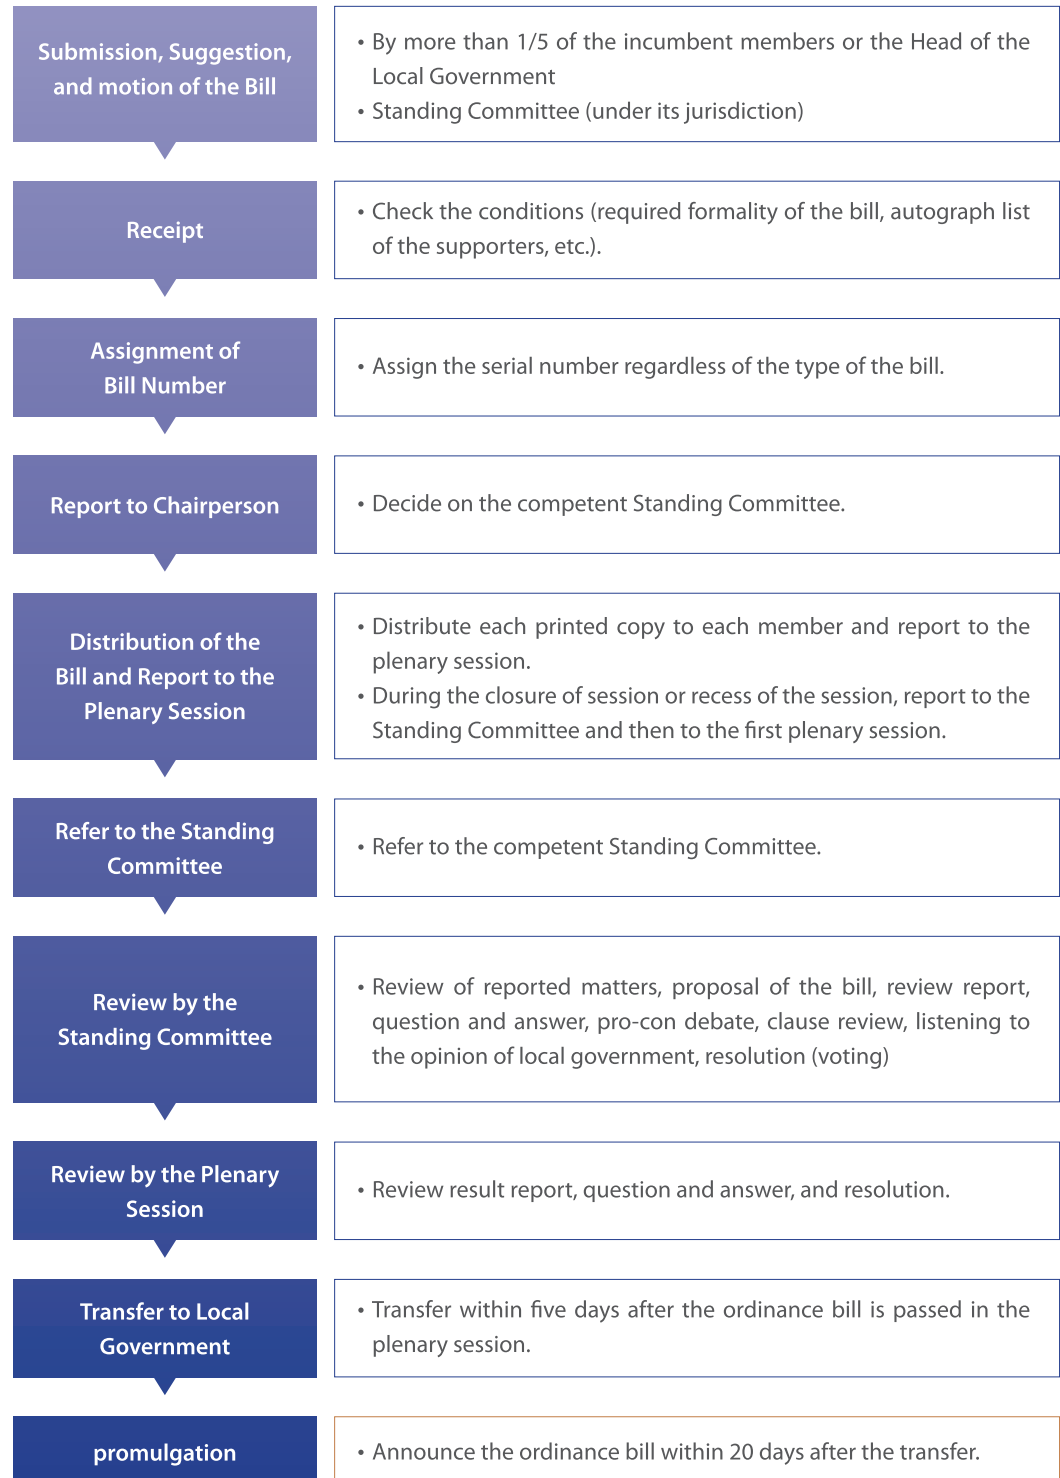 Submission, Suggestion,
and motion of the Bill
• By more than 1/5 of the incumbent members or the Head of the
Local Government
• Standing Committee (under its jurisdiction)
Receipt
• Check the conditions (required formality of the bill, autograph list
of the supporters, etc.).
Assignment of
Bill Number
• Assign the serial number regardless of the type of the bill.
Report to Chairperson
• Decide on the competent Standing Committee.
Distribution of the
Bill and Report to the
Plenary Session
• Distribute each printed copy to each member and report to the
plenary session.
• During the closure of session or recess of the session, report to the
Standing Committee and then to the first plenary session.
Refer to the Standing
Committee
• Refer to the competent Standing Committee.
Review by the
Standing Committee
• Review of reported matters, proposal of the bill, review report,
question and answer, pro-con debate, clause review, listening to
the opinion of local government, resolution (voting)
Review by the Plenary
Session
• Review result report, question and answer, and resolution.
Transfer to Local
Government
• Transfer within five days after the ordinance bill is passed in the
plenary session.
promulgation
• Announce the ordinance bill within 20 days after the transfer.